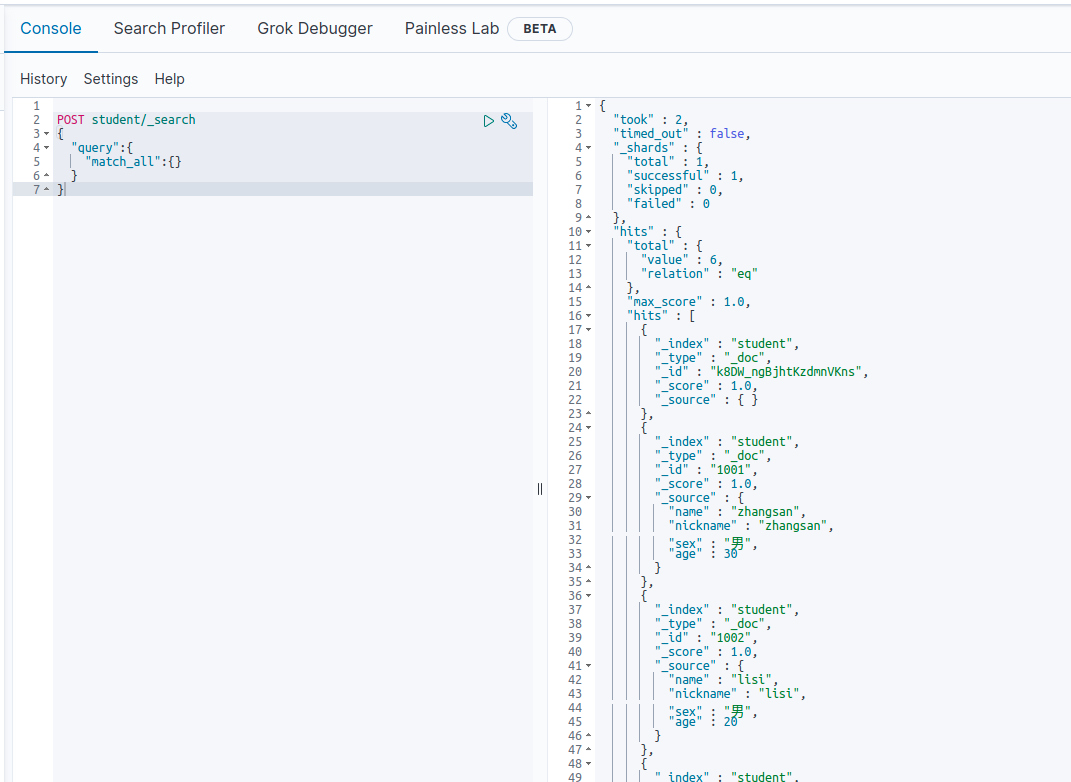 Console Search Profiler Grok Debugger Painless Lab BETA
History Settings Help
1
2 POST student/_search
3 {
4 "query":{
5 "match_all":{}
6 }
7 }
1 {
2 "took" : 2,
3 "timed_out" : false,
4 "_shards" : {
5 "total" : 1,
6 "successful" : 1,
7 "skipped" : 0,
8 "failed" : 0
9 },
10 "hits" : {
11 "total" : {
12 "value" : 6,
13 "relation" : "eq"
14 },
15 "max_score" : 1.0,
16 "hits" : [
17 {
18 "_index" : "student",
19 "_type" : "_doc",
20 "_id" : "k8DW_ngBjhtKzdmnVKns",
21 "_score" : 1.0,
22 "_source" : { }
23 },
24 {
25 "_index" : "student",
26 "_type" : "_doc",
27 "_id" : "1001",
28 "_score" : 1.0,
29 "_source" : {
30 "name" : "zhangsan",
31 "nickname" : "zhangsan",
32 "sex" : "男",
33 "age" : 30
34 }
35 },
36 {
37 "_index" : "student",
38 "_type" : "_doc",
39 "_id" : "1002",
40 "_score" : 1.0,
41 "_source" : {
42 "name" : "lisi",
43 "nickname" : "lisi",
44 "sex" : "男",
45 "age" : 20
46 }
47 },
48 {
49 "_index" : "student",